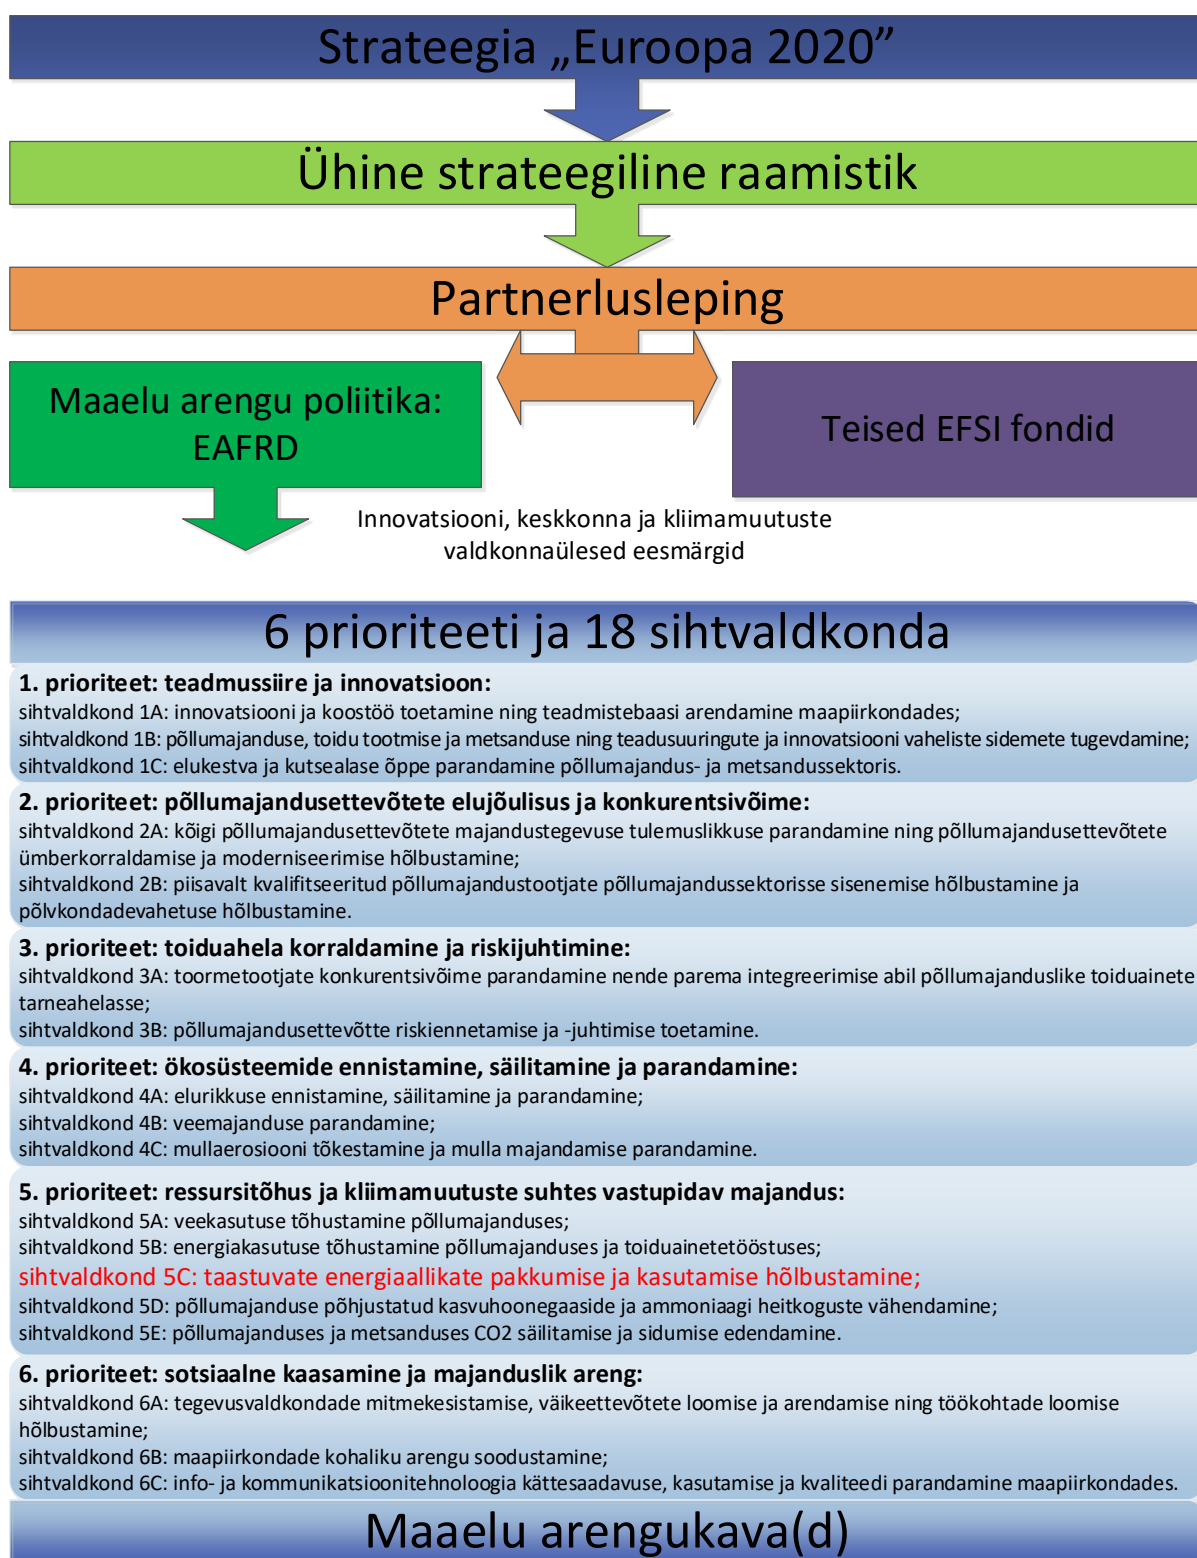 Strateegia „Euroopa 2020”
Ühine strateegiline raamistik
Partnerlusleping
Maaelu arengu poliitika:
EAFRD
Teised EFSI fondid
Innovatsiooni, keskkonna ja kliimamuutuste
valdkonnaülesed eesmärgid
6 prioriteeti ja 18 sihtvaldkonda
1. prioriteet: teadmussiire ja innovatsioon:
sihtvaldkond 1A: innovatsiooni ja koostöö toetamine ning teadmistebaasi arendamine maapiirkondades;
sihtvaldkond 1B: põllumajanduse, toidu tootmise ja metsanduse ning teadusuuringute ja innovatsiooni vaheliste sidemete tugevdamine;
sihtvaldkond 1C: elukestva ja kutsealase õppe parandamine põllumajandus- ja metsandussektoris.
2. prioriteet: põllumajandusettevõtete elujõulisus ja konkurentsivõime:
sihtvaldkond 2A: kõigi põllumajandusettevõtete majandustegevuse tulemuslikkuse parandamine ning põllumajandusettevõtete
ümberkorraldamise ja moderniseerimise hõlbustamine;
sihtvaldkond 2B: piisavalt kvalifitseeritud põllumajandustootjate põllumajandussektorisse sisenemise hõlbustamine ja
põlvkondadevahetuse hõlbustamine.
3. prioriteet: toiduahela korraldamine ja riskijuhtimine:
sihtvaldkond 3A: toormetootjate konkurentsivõime parandamine nende parema integreerimise abil põllumajanduslike toiduainete
tarneahelasse;
sihtvaldkond 3B: põllumajandusettevõtte riskiennetamise ja -juhtimise toetamine.
4. prioriteet: ökosüsteemide ennistamine, säilitamine ja parandamine:
sihtvaldkond 4A: elurikkuse ennistamine, säilitamine ja parandamine;
sihtvaldkond 4B: veemajanduse parandamine;
sihtvaldkond 4C: mullaerosiooni tõkestamine ja mulla majandamise parandamine.
5. prioriteet: ressursitõhus ja kliimamuutuste suhtes vastupidav majandus:
sihtvaldkond 5A: veekasutuse tõhustamine põllumajanduses;
sihtvaldkond 5B: energiakasutuse tõhustamine põllumajanduses ja toiduainetetööstuses;
sihtvaldkond 5C: taastuvate energiaallikate pakkumise ja kasutamise hõlbustamine;
sihtvaldkond 5D: põllumajanduse põhjustatud kasvuhoonegaaside ja ammoniaagi heitkoguste vähendamine;
sihtvaldkond 5E: põllumajanduses ja metsanduses CO2 säilitamise ja sidumise edendamine.
6. prioriteet: sotsiaalne kaasamine ja majanduslik areng:
sihtvaldkond 6A: tegevusvaldkondade mitmekesistamise, väikeettevõtete loomise ja arendamise ning töökohtade loomise
hõlbustamine;
sihtvaldkond 6B: maapiirkondade kohaliku arengu soodustamine;
sihtvaldkond 6C: info- ja kommunikatsioonitehnoloogia kättesaadavuse, kasutamise ja kvaliteedi parandamine maapiirkondades.
Maaelu arengukava(d)